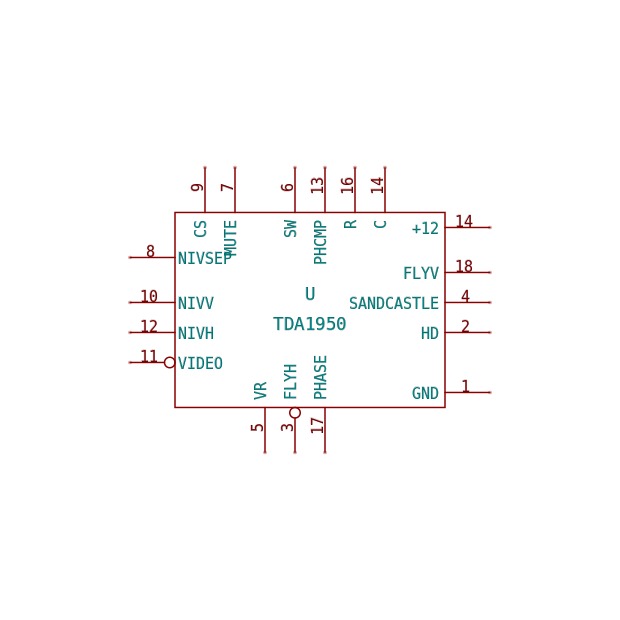 9 7 6 13 16 14
CS MUTE SW PHCMP R C
+12 14
8 NIVSEP
FLYV 18
U
10 NIVV
SANDCASTLE 4
TDA1950
12 NIVH
HD 2
11 VIDEO
VR FLYH PHASE
GND 1
5 3 17